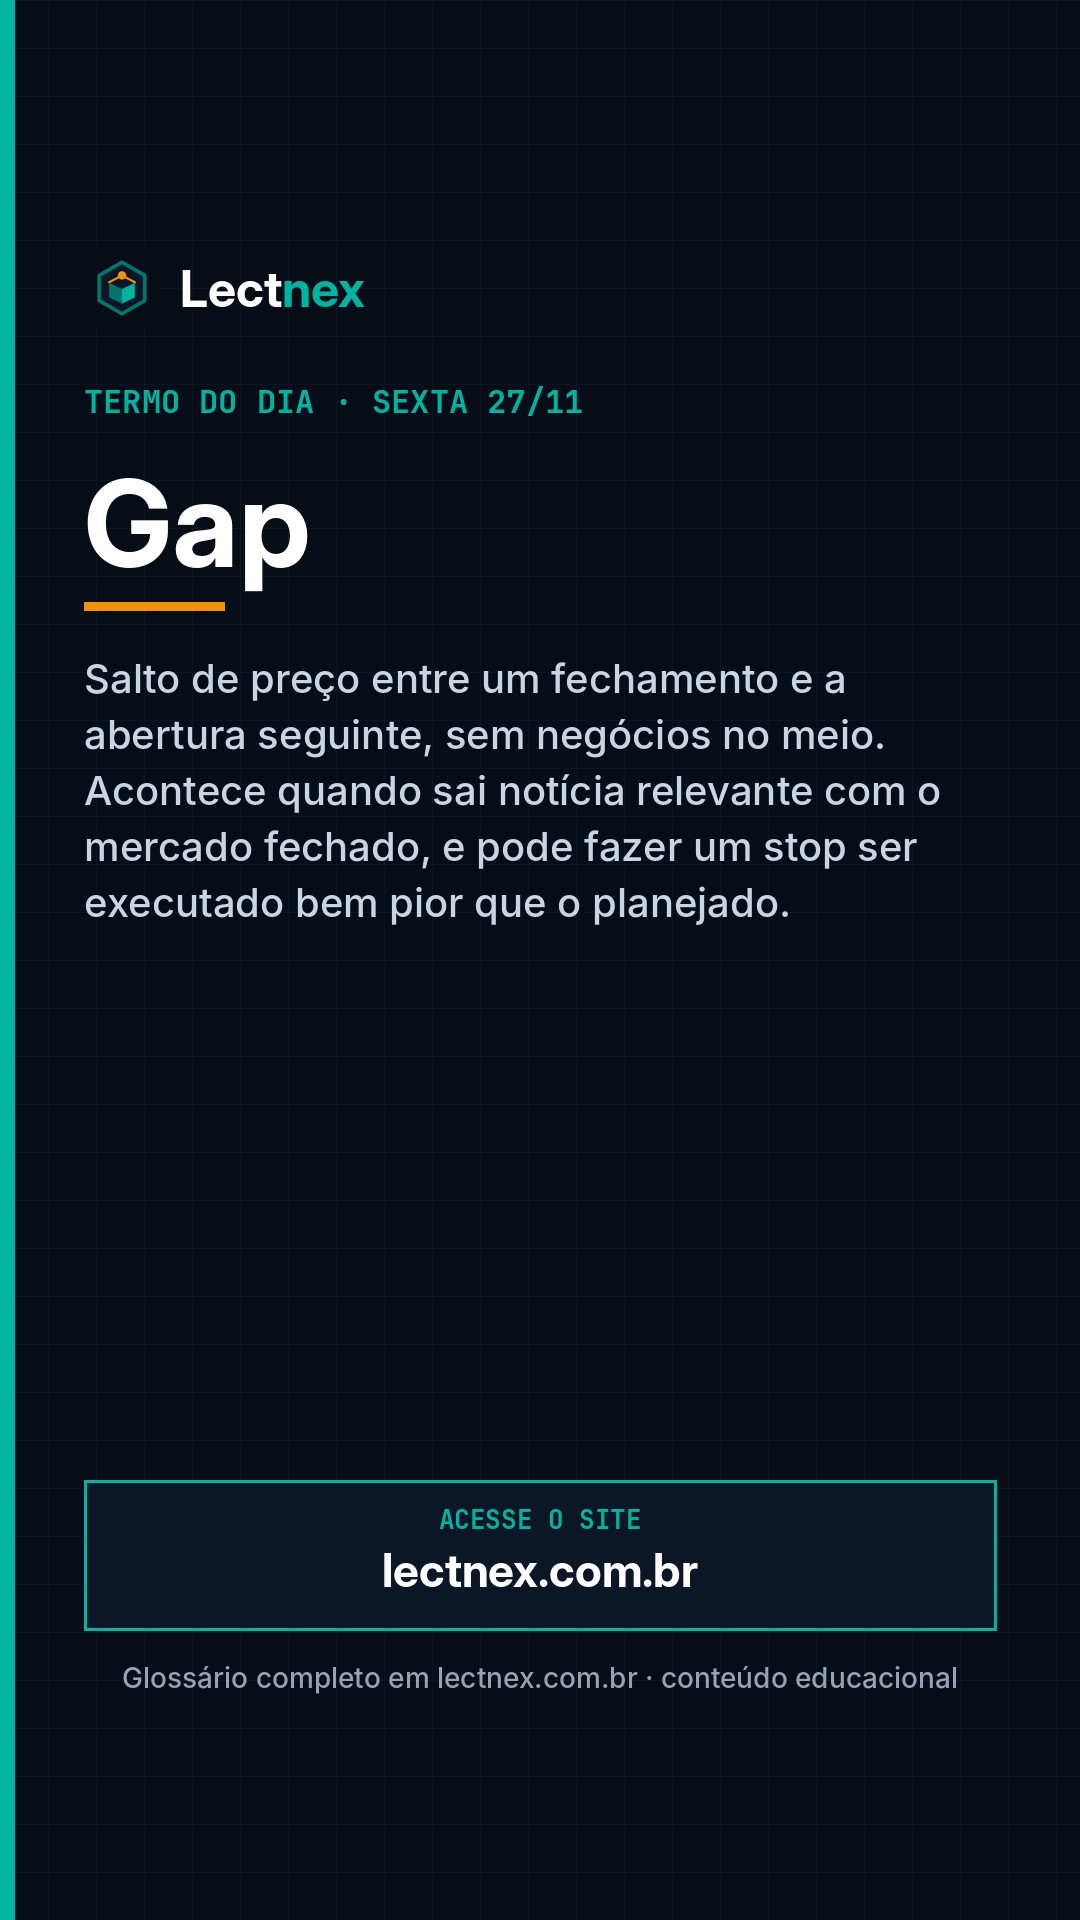 Lectnex
TERMO DO DIA · SEXTA 27/11
Gap
Salto de preço entre um fechamento e a
abertura seguinte, sem negócios no meio.
Acontece quando sai notícia relevante com o
mercado fechado, e pode fazer um stop ser
executado bem pior que o planejado.
ACESSE O SITE
lectnex.com.br
Glossário completo em lectnex.com.br · conteúdo educacional